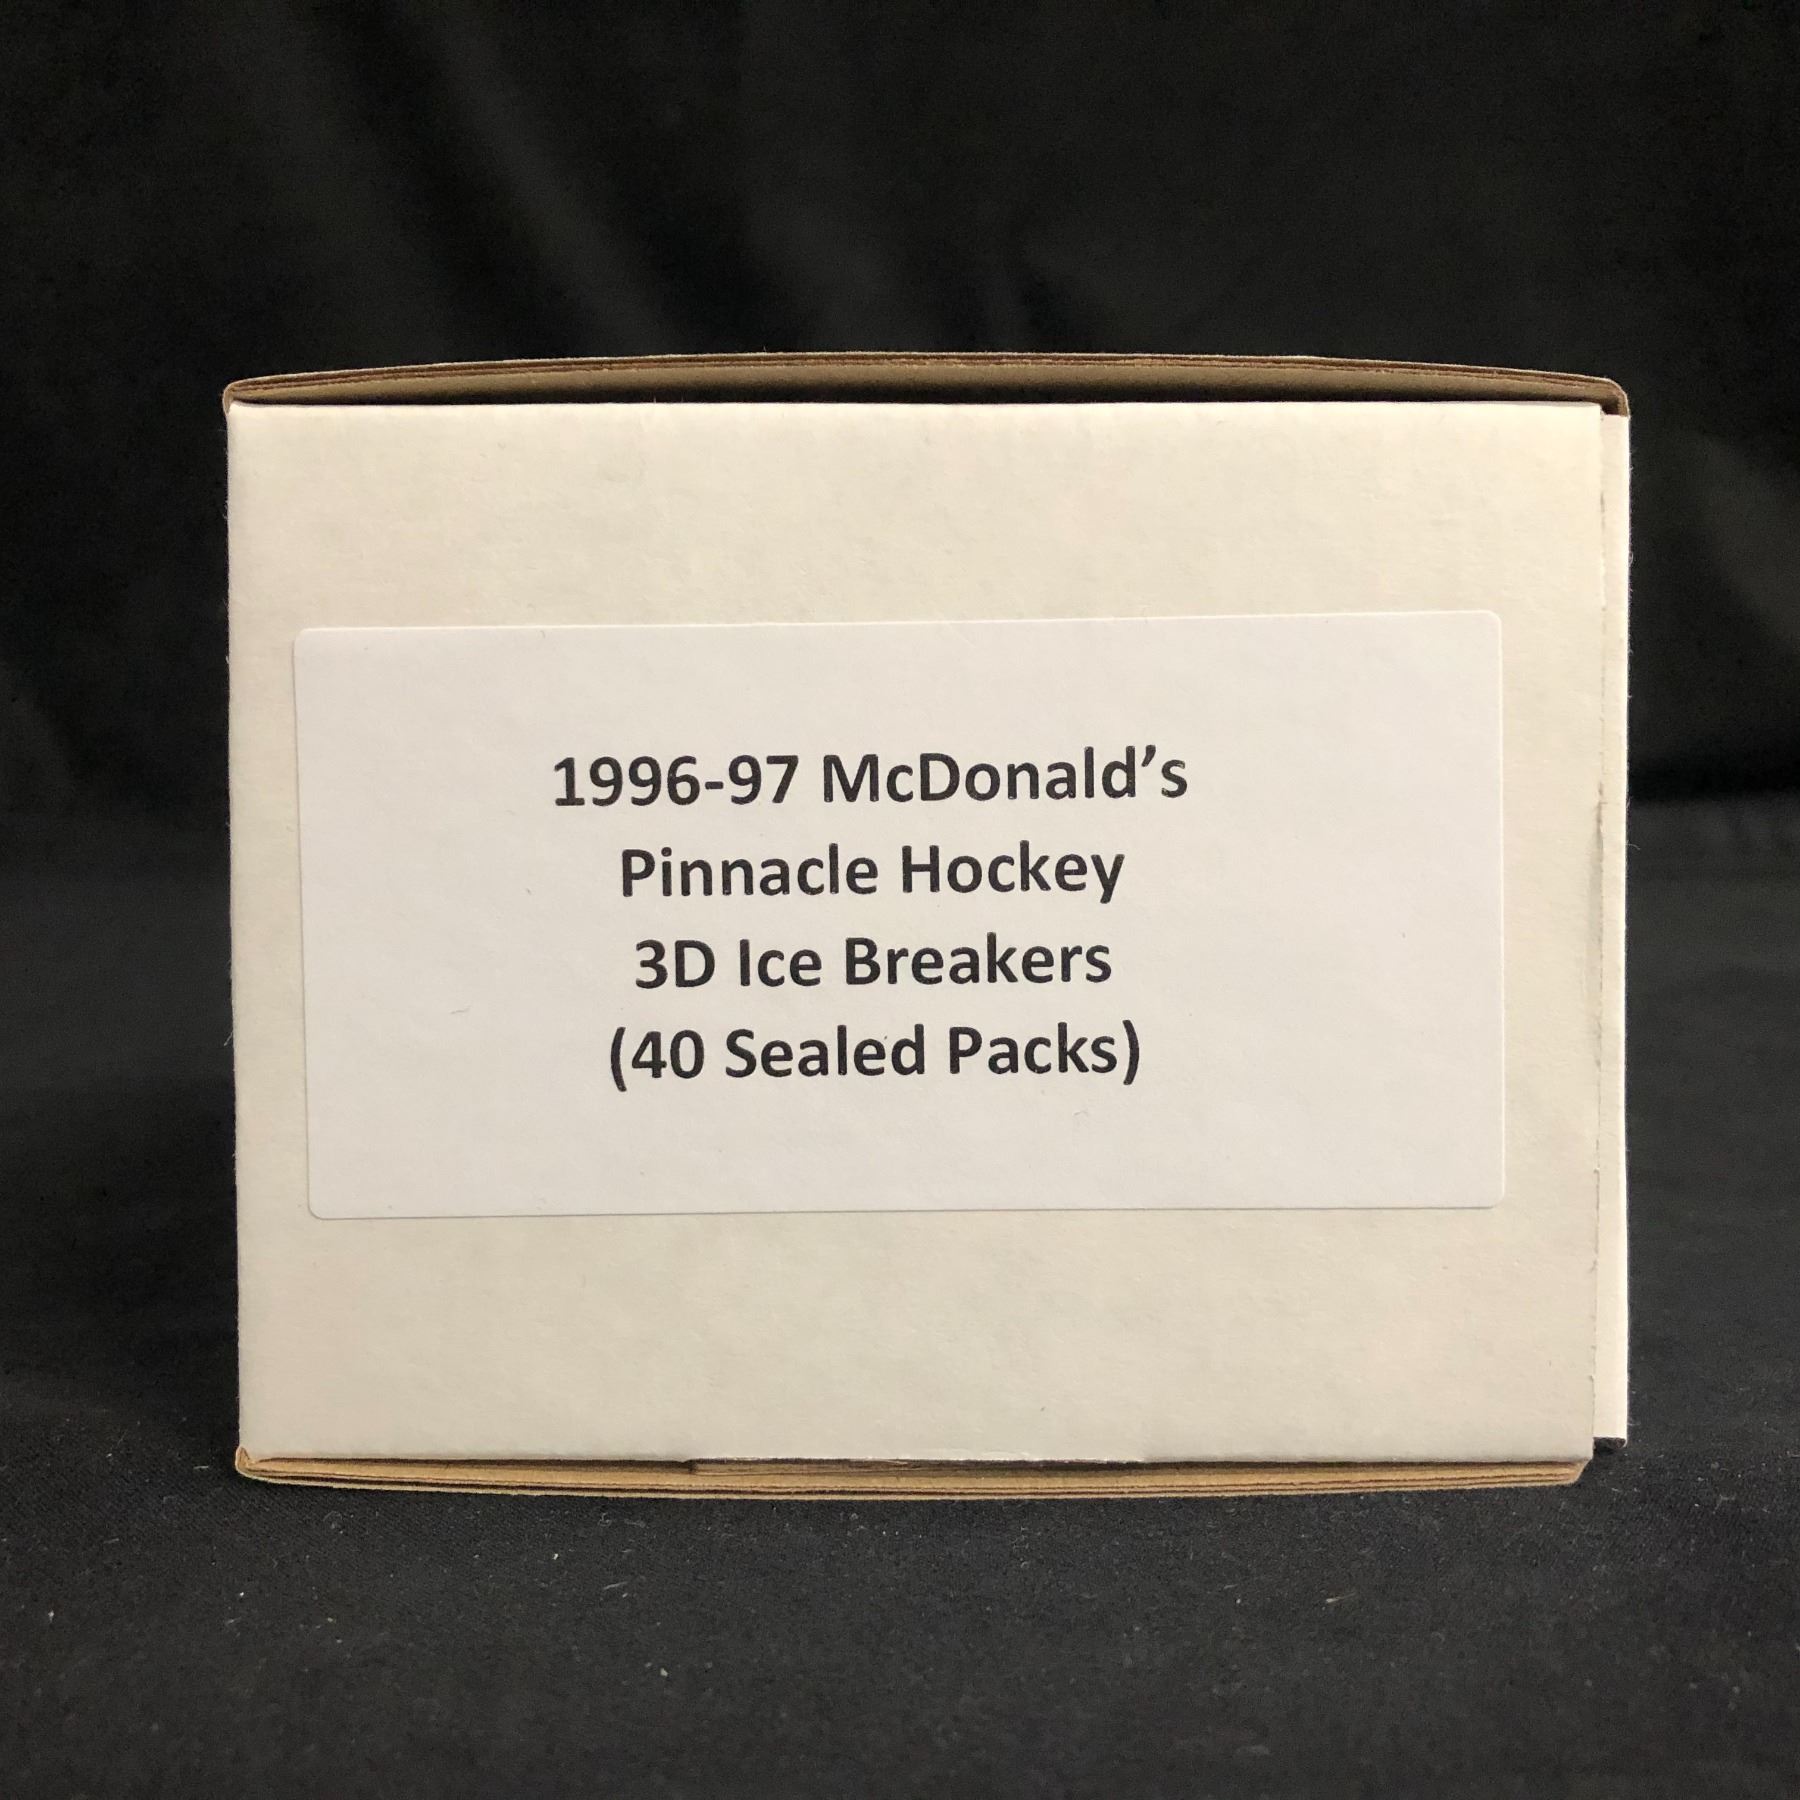 1996-97 McDonald’s
Pinnacle Hockey
3D Ice Breakers
(40 Sealed Packs)